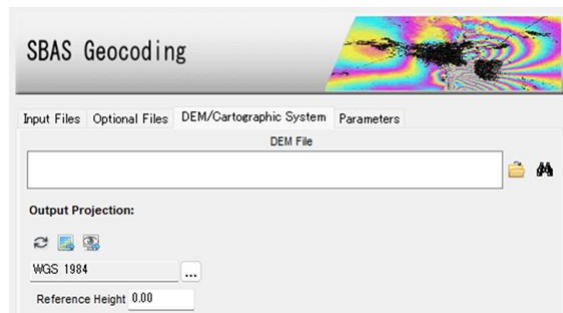 SBAS Geocoding
Input Files Optional Files DEM/Cartographic System Parameters
DEM File
Output Projection:
WGS 1984
...
Reference Height 0.00